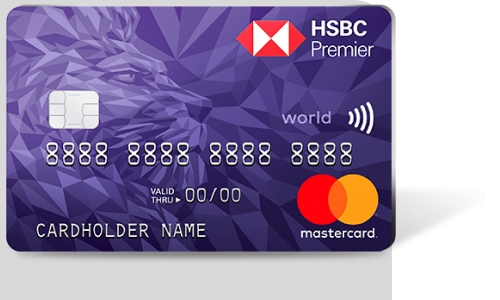 HSBC
Premier
world
8888 8888 8888 8888
VALID
THRU ▸ 00/00
CARDHOLDER NAME
mastercard.